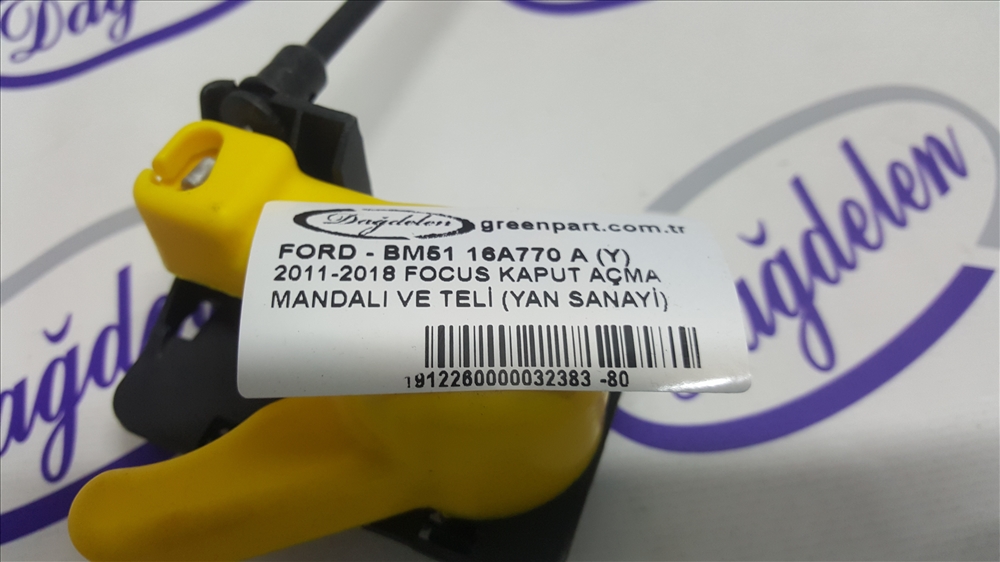 Dağdelen
Dağdelen greenpart.com.tr
FORD - BM51 16A770 A (Y)
2011-2018 FOCUS KAPUT AÇMA
MANDALI VE TELİ (YAN SANAYİ)
1912260000032383 -80
ağdelen
ağdelen